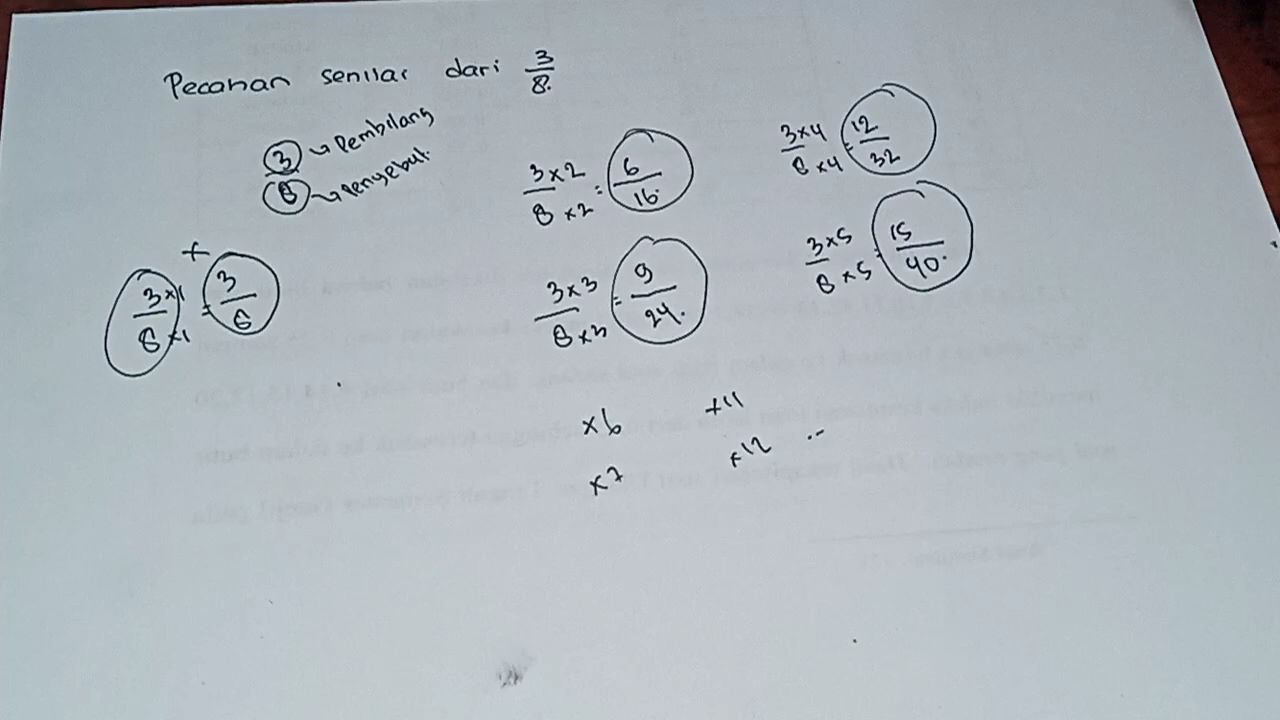 Pecahan senilai dari 3/8.
3 → Pembilang
8 → Penyebut.
3×1/8×1 = 3/8
3×2/8×2 = 6/16.
3×3/8×3 = 9/24.
3×4/8×4 = 12/32
3×5/8×5 = 15/40.
×6
×7
×11
×12 ..